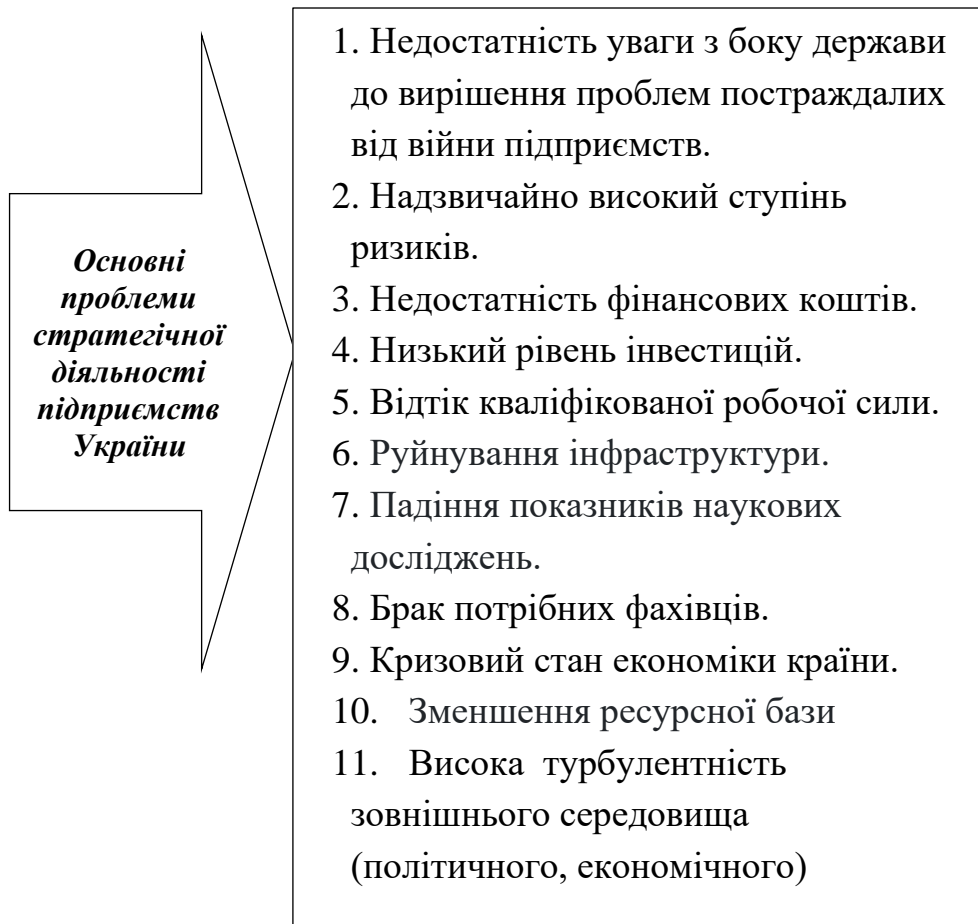 Основні
проблеми
стратегічної
діяльності
підприємств
України
1. Недостатність уваги з боку держави
до вирішення проблем постраждалих
від війни підприємств.
2. Надзвичайно високий ступінь
ризиків.
3. Недостатність фінансових коштів.
4. Низький рівень інвестицій.
5. Відтік кваліфікованої робочої сили.
6. Руйнування інфраструктури.
7. Падіння показників наукових
досліджень.
8. Брак потрібних фахівців.
9. Кризовий стан економіки країни.
10. Зменшення ресурсної бази
11. Висока турбулентність
зовнішнього середовища
(політичного, економічного)